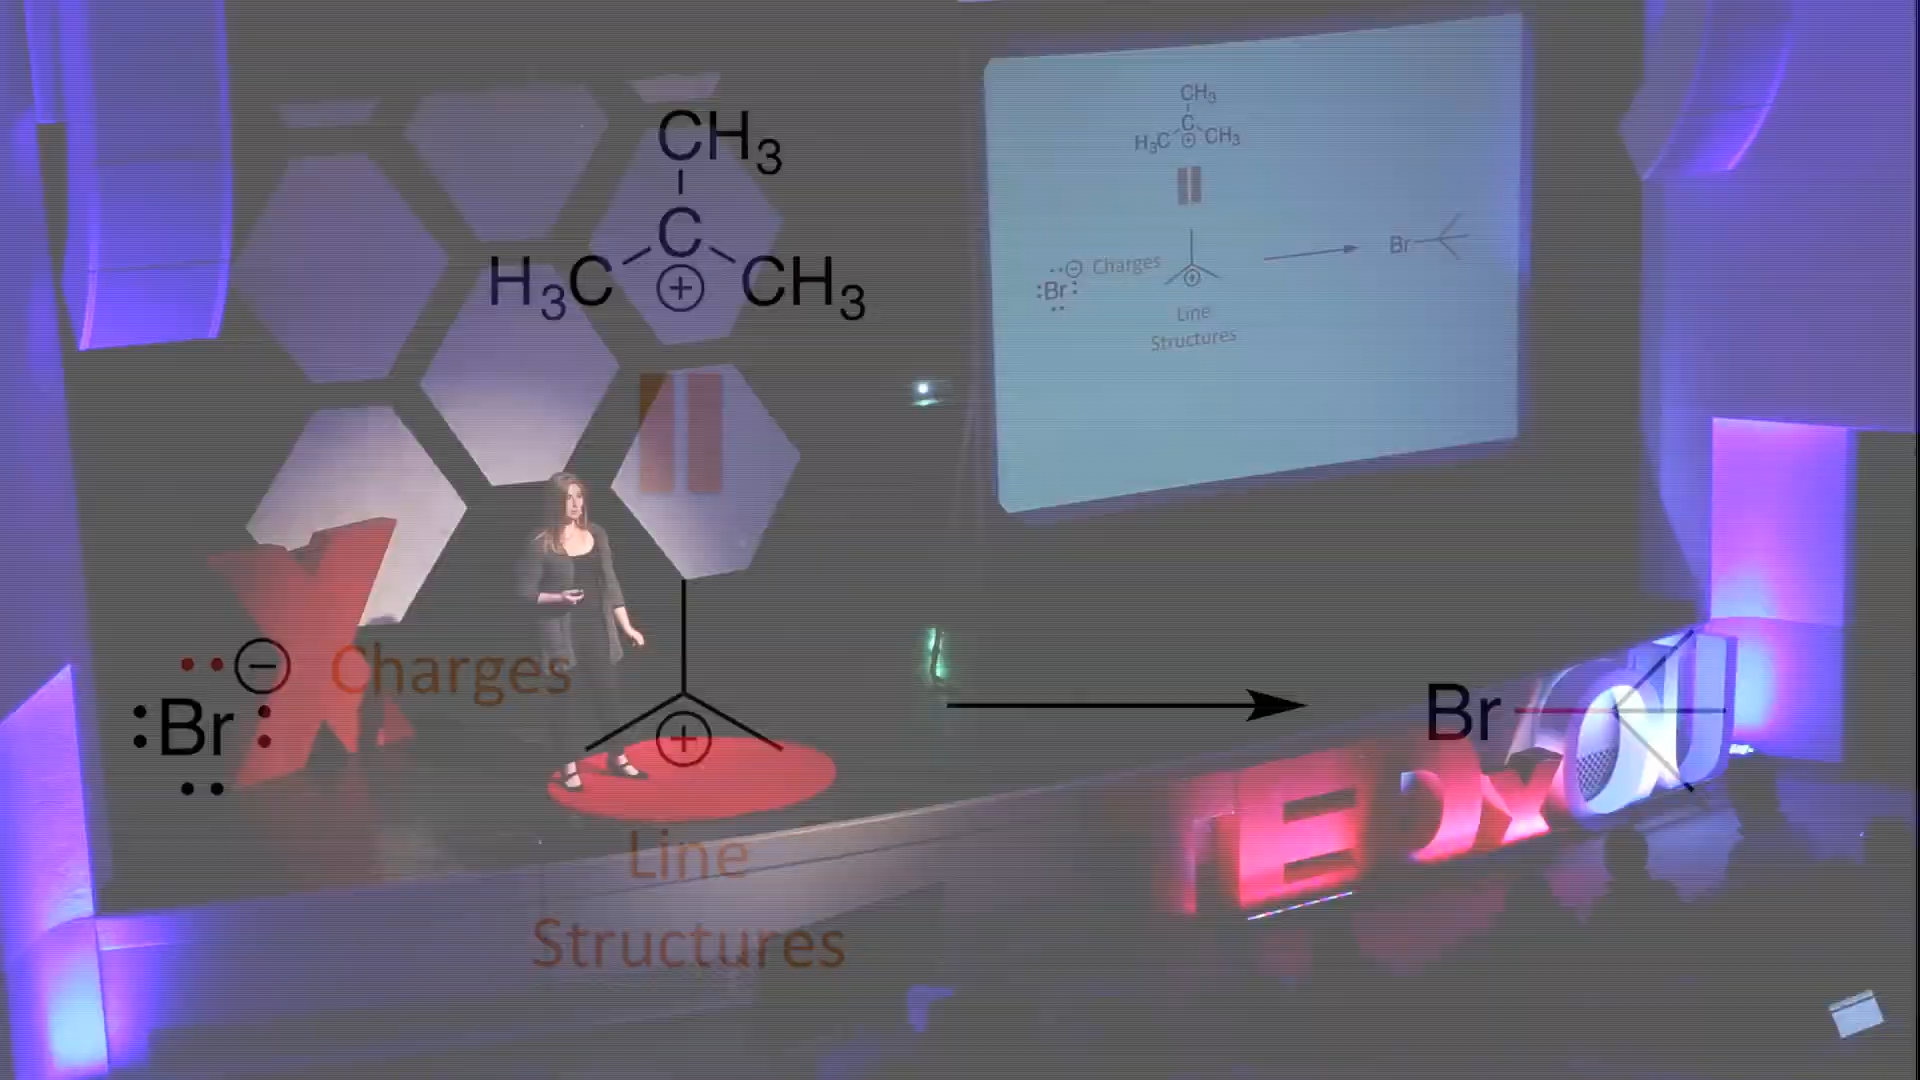 CH₃
C
H₃C ⊕ CH₃
⊖ Charges
:Br:
⊕
Line
Structures
Br
CH₃
C
H₃C ⊕ CH₃
⊖ Charges
:Br:
⊕
Line
Structures
Br
X
TEDxOU